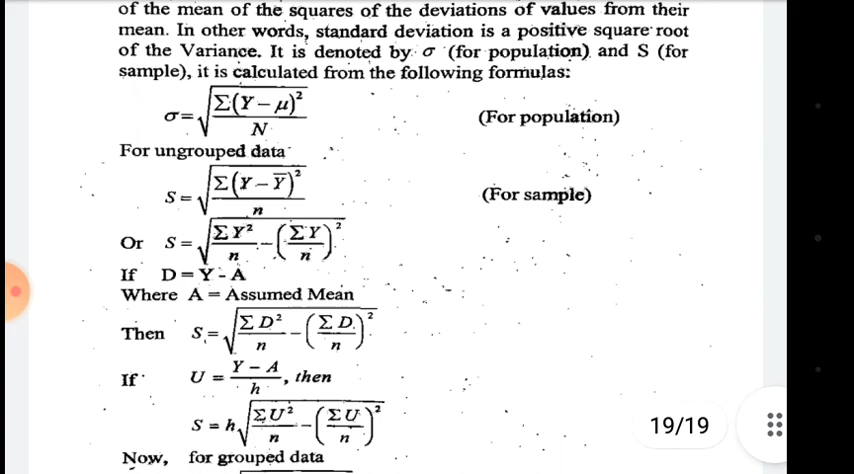 of the mean of the squares of the deviations of values from their
mean. In other words, standard deviation is a positive square root
of the Variance. It is denoted by σ (for population) and S (for
sample), it is calculated from the following formulas:
σ = √(Σ(Y − μ)² / N) (For population)
For ungrouped data
S = √(Σ(Y − Ȳ)² / n) (For sample)
Or S = √(ΣY² / n − (ΣY / n)²)
If D = Y - A
Where A = Assumed Mean
Then S = √(ΣD² / n − (ΣD / n)²)
If U = (Y − A) / h , then
S = h√(ΣU² / n − (ΣU / n)²)
19/19
Now, for grouped data